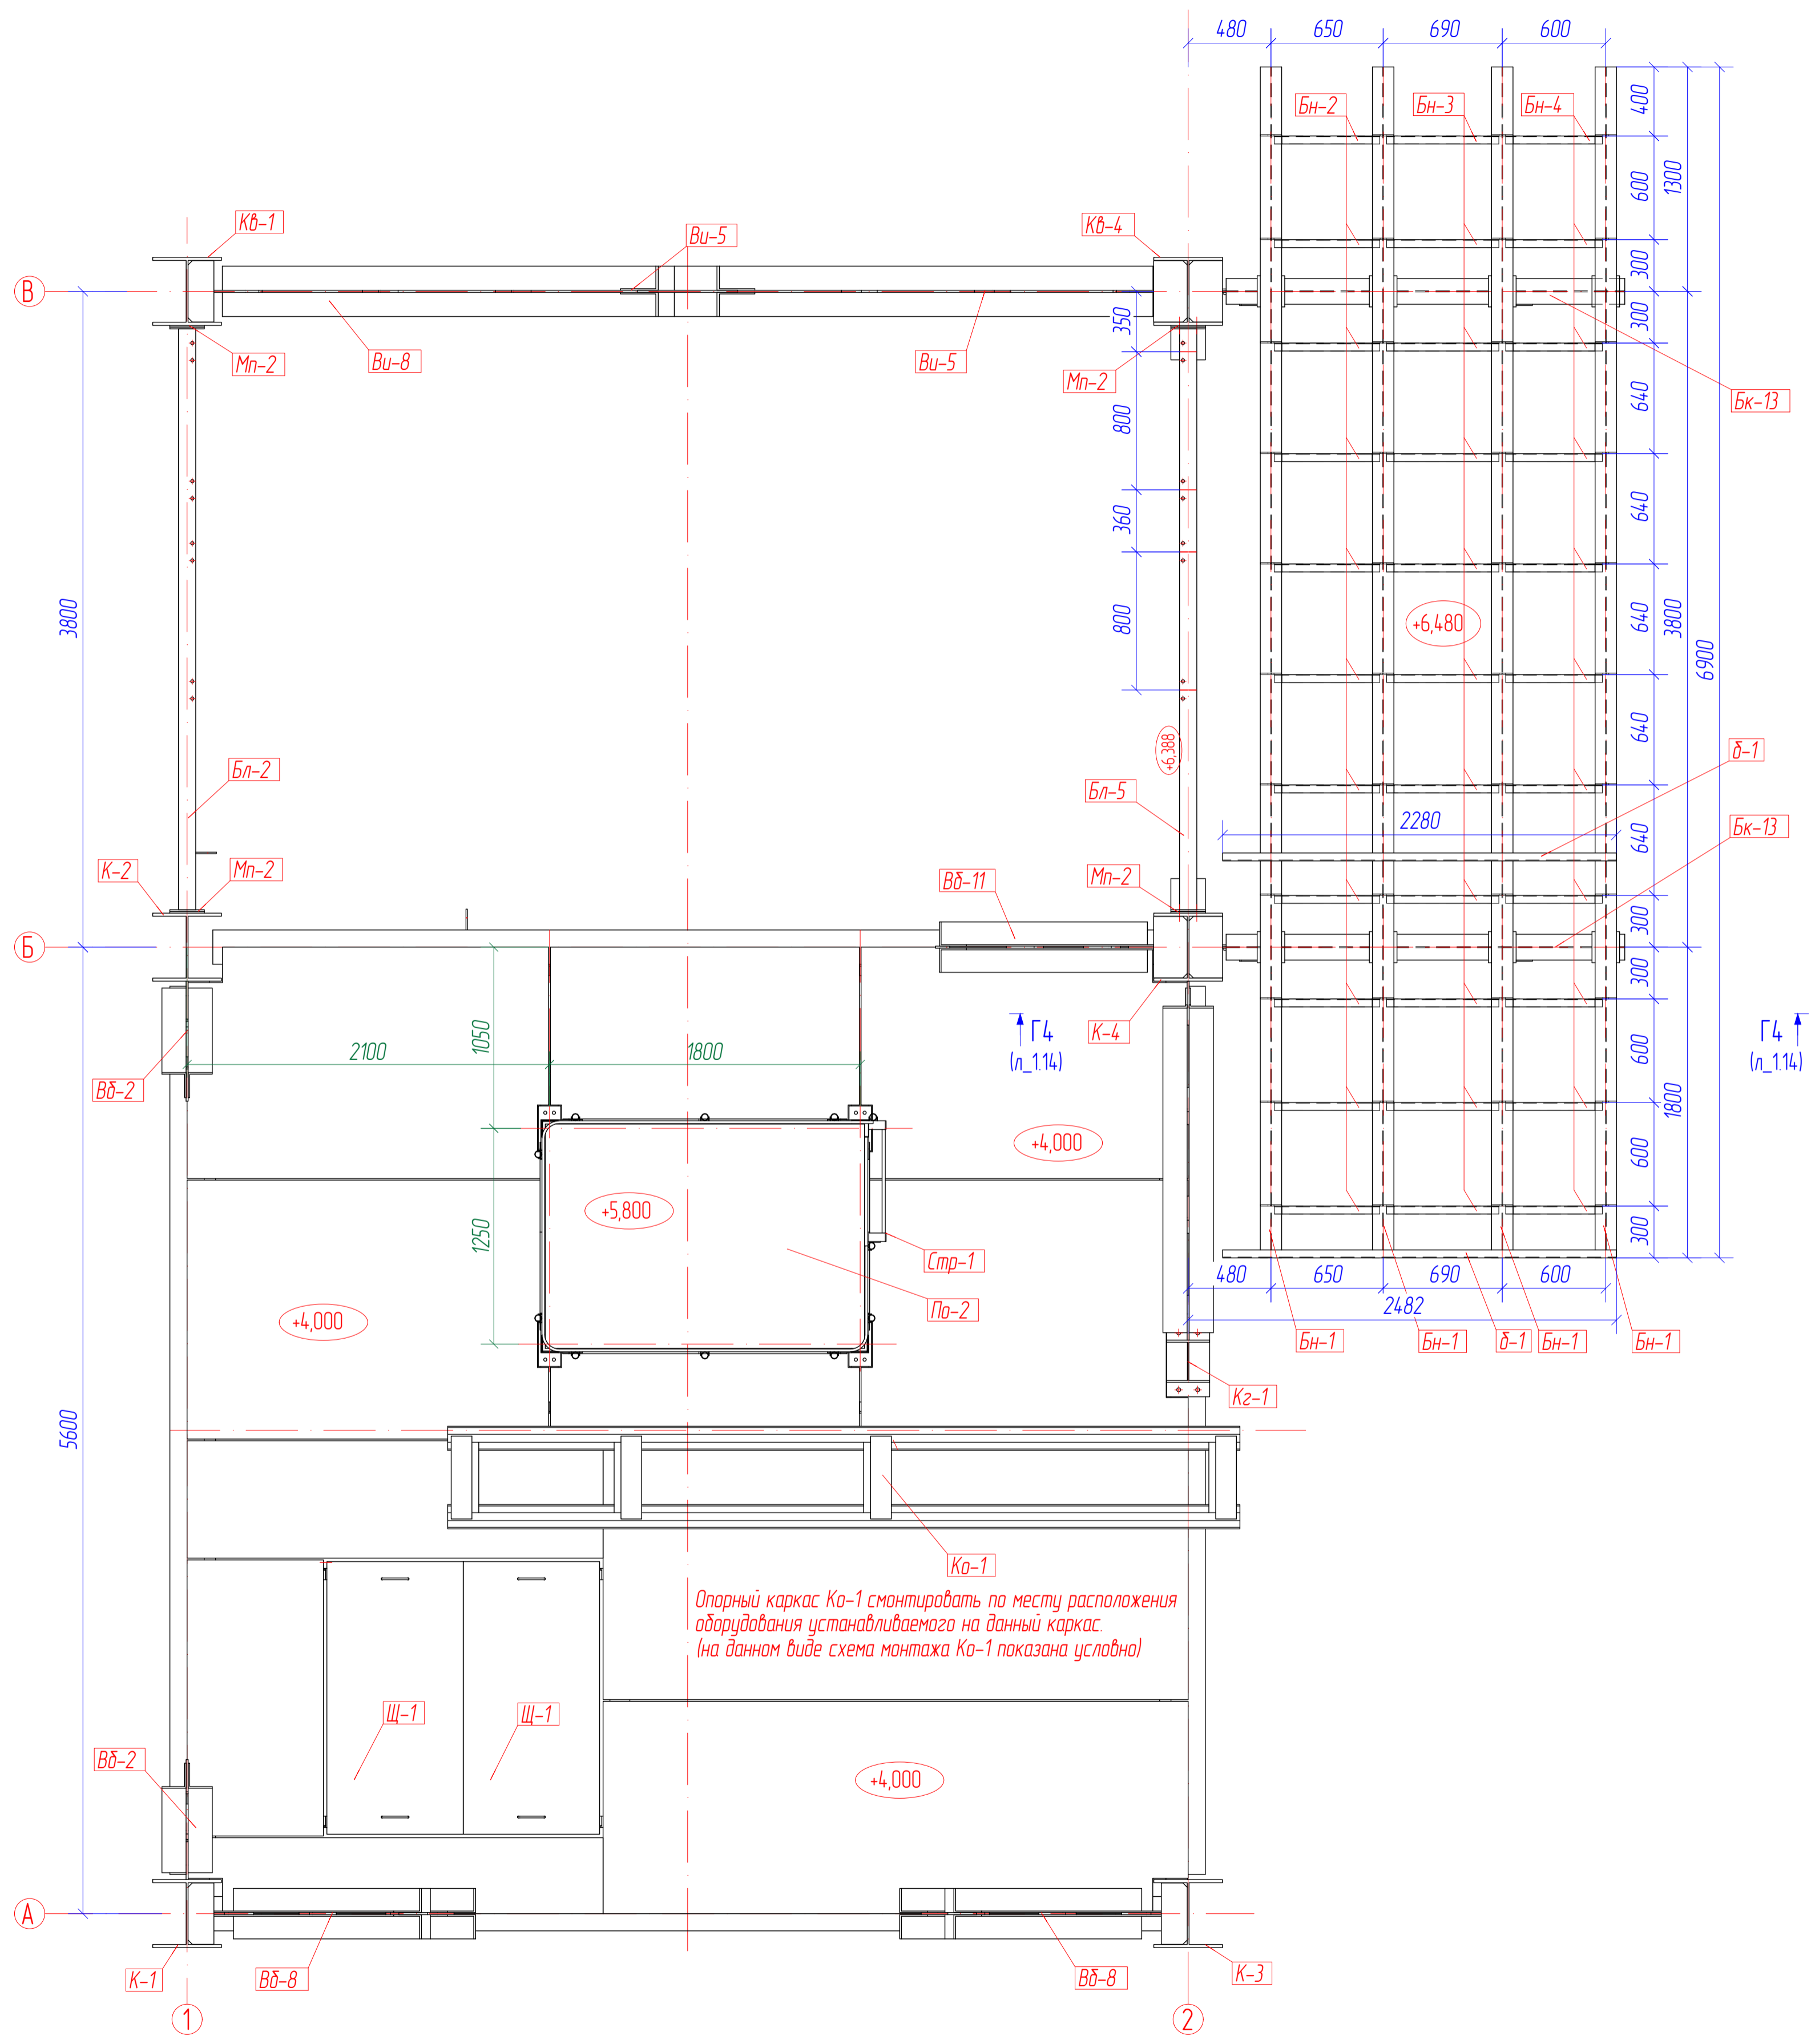 480 650 690 600
Бн-2 Бн-3 Бн-4
400
600
1300
300
Кв-1 Ви-5 Кв-4
В
350
300
Мп-2 Ви-8 Ви-5 Мп-2
Бк-13
640
800
640
360
3800
800
+6,480
640
3800
6900
640
+6,388
б-1
Бл-2 Бл-5
2280
640
Бк-13
К-2 Мп-2 Вб-11 Мп-2
300
Б
300
1050
2100 1800
К-4
Г4
(л_1.14)
Г4
(л_1.14)
600
Вб-2
1800
+4,000
600
+5,800
1250
300
Стр-1
480 650 690 600
По-2
2482
+4,000
Бн-1 Бн-1 б-1 Бн-1 Бн-1
Кг-1
5600
Ко-1
Опорный каркас Ко-1 смонтировать по месту расположения
оборудования устанавливаемого на данный каркас.
(на данном виде схема монтажа Ко-1 показана условно)
Щ-1 Щ-1
Вб-2
+4,000
А
К-1 Вб-8 Вб-8 К-3
1 2